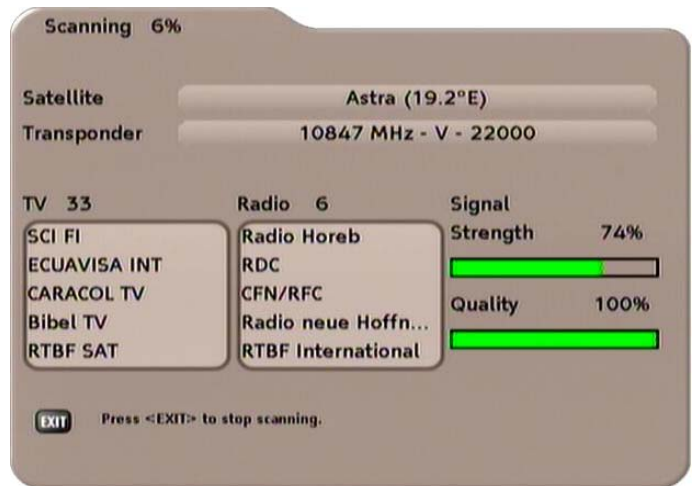 Scanning 6%
Satellite Astra (19.2ºE)
Transponder 10847 MHz - V - 22000
TV 33
SCI FI
ECUAVISA INT
CARACOL TV
Bibel TV
RTBF SAT
Radio 6
Radio Horeb
RDC
CFN/RFC
Radio neue Hoffn...
RTBF International
Signal
Strength 74%
Quality 100%
EXIT Press <EXIT> to stop scanning.